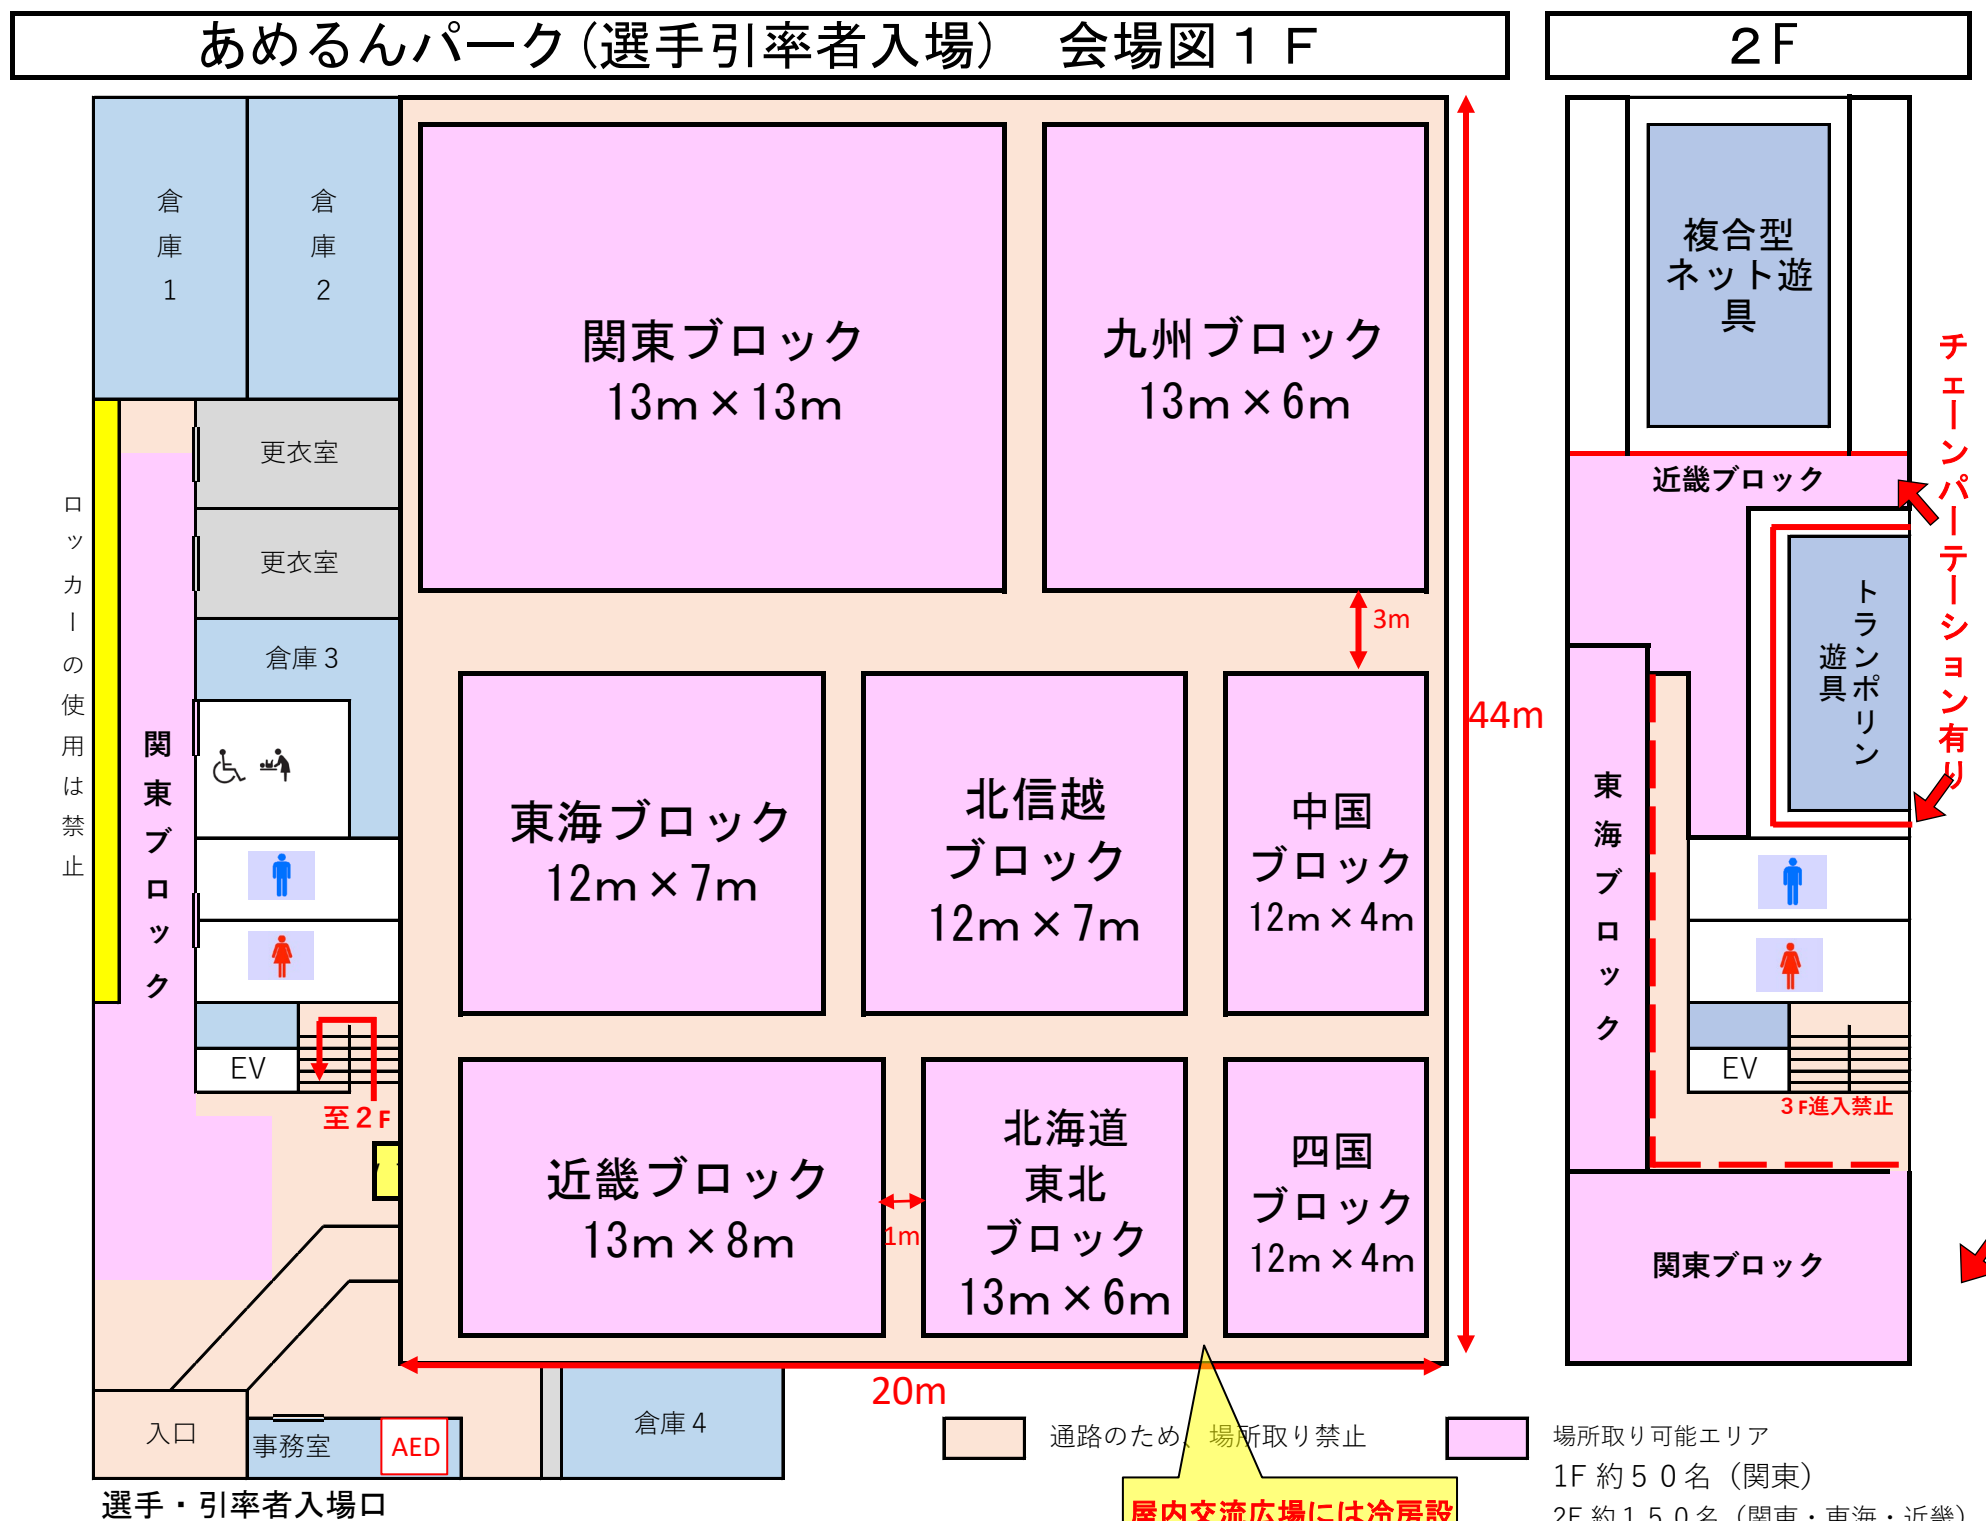 あめるんパーク（選手引率者入場）　会場図１Ｆ
２Ｆ
倉庫1
倉庫2
更衣室
更衣室
倉庫３
ロッカーの使用は禁止
関東ブロック
EV
至２F
関東ブロック
13ｍ×13ｍ
九州ブロック
13ｍ×6ｍ
3m
44m
東海ブロック
12ｍ×7ｍ
北信越
ブロック
12ｍ×7ｍ
中国
ブロック
12ｍ×4ｍ
近畿ブロック
13ｍ×8ｍ
1m
北海道
東北
ブロック
13ｍ×6ｍ
四国
ブロック
12ｍ×4ｍ
20m
入口
事務室
AED
倉庫４
選手・引率者入場口
通路のため、場所取り禁止
屋内交流広場には冷房設
場所取り可能エリア
1F 約５０名（関東）
2F 約１５０名（関東・東海・近畿）
複合型
ネット遊
具
近畿ブロック
チェーンパーテーション有り
トランポリン
遊具
東海ブロック
EV
３F進入禁止
関東ブロック